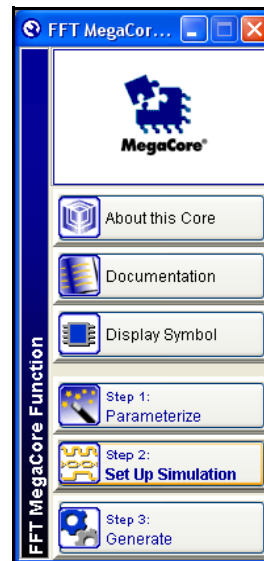 FFT MegaCor...
MegaCore®
About this Core
Documentation
Display Symbol
Step 1:
Parameterize
Step 2:
Set Up Simulation
Step 3:
Generate
FFT MegaCore Function